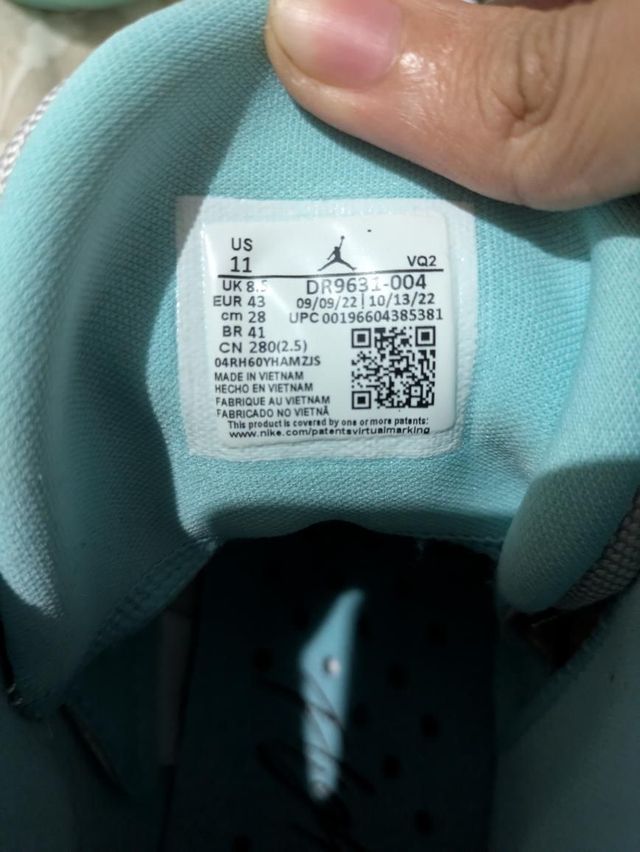 US
11
VQ2
UK 8.5 DR9631-004
EUR 43 09/09/22 | 10/13/22
cm 28 UPC 00196604385381
BR 41
CN 280(2.5)
04RH60YHAMZJS
MADE IN VIETNAM
HECHO EN VIETNAM
FABRIQUE AU VIETNAM
FABRICADO NO VIETNÃ
This product is covered by one or more patents:
www.nike.com/patentsvirtualmarking